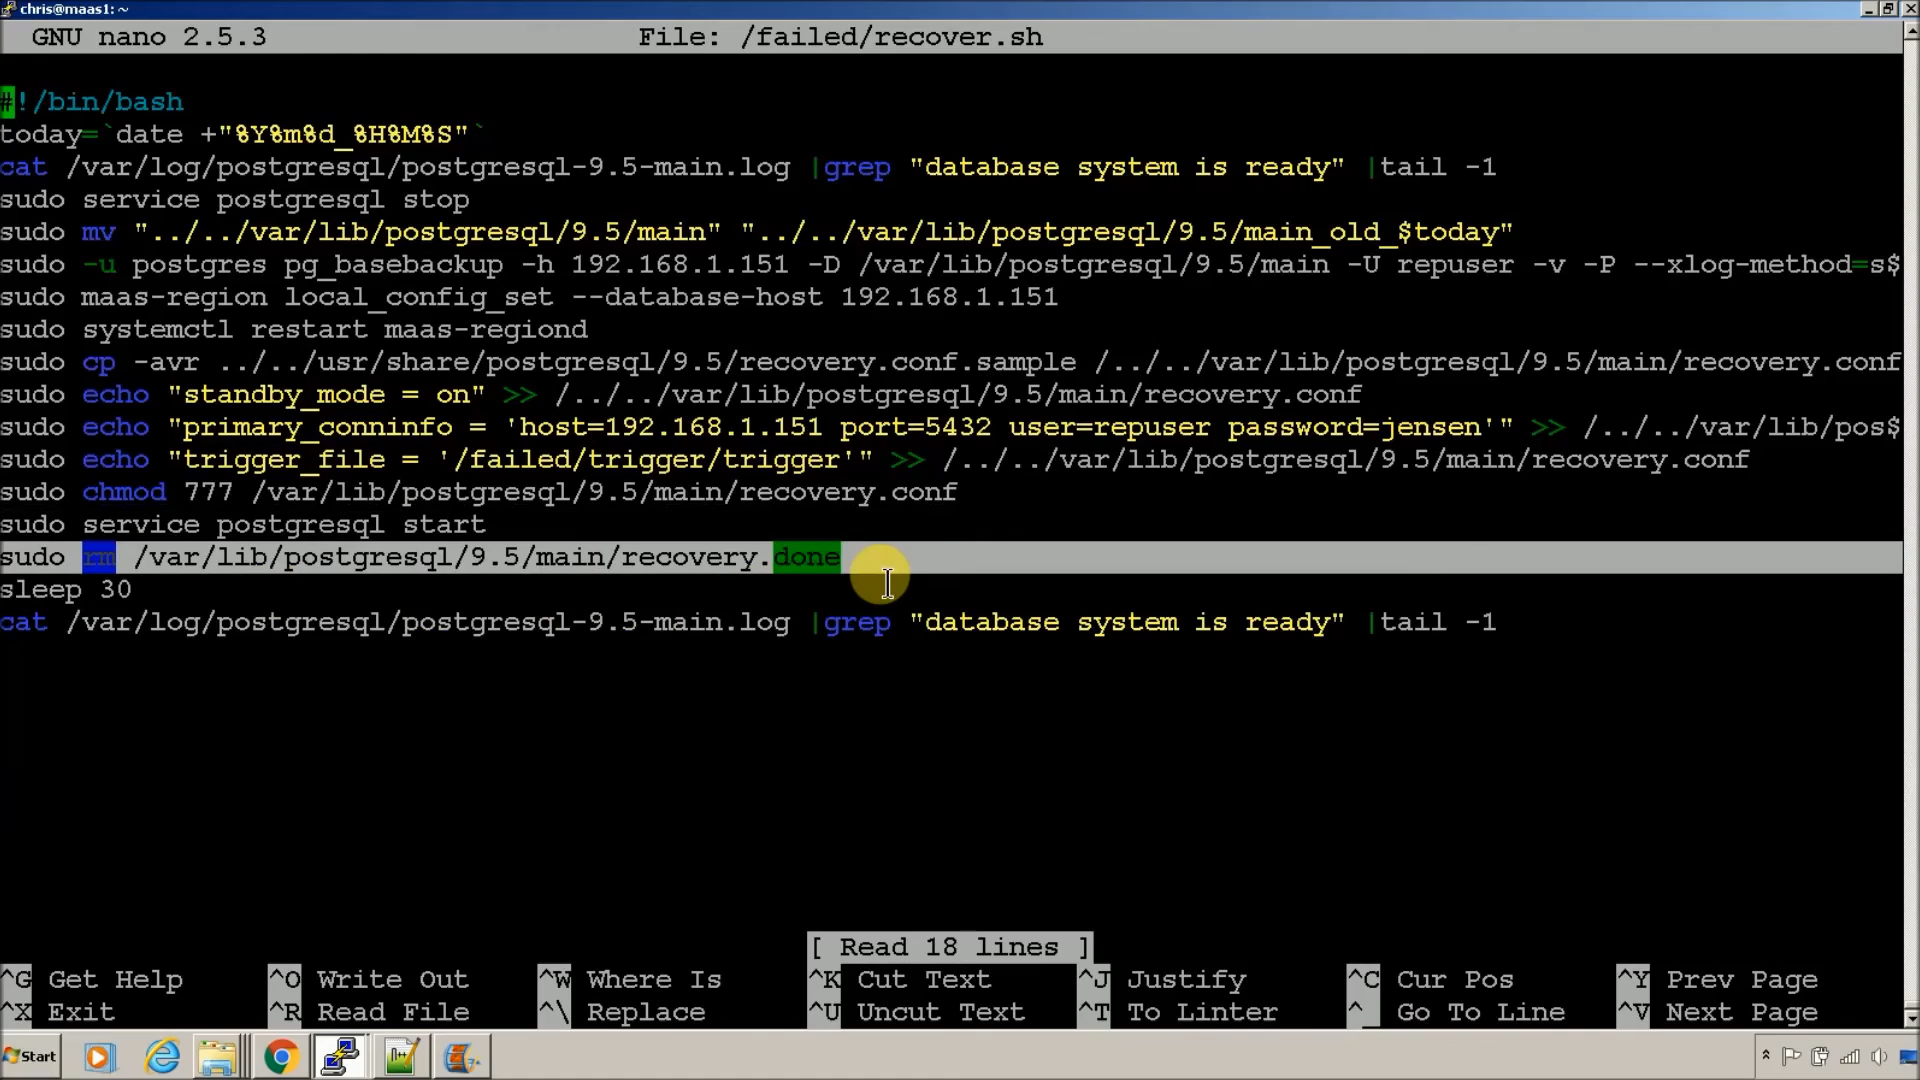 chris@maas1: ~
GNU nano 2.5.3 File: /failed/recover.sh
#!/bin/bash
today=`date +"%Y%m%d_%H%M%S"`
cat /var/log/postgresql/postgresql-9.5-main.log |grep "database system is ready" |tail -1
sudo service postgresql stop
sudo mv "../../var/lib/postgresql/9.5/main" "../../var/lib/postgresql/9.5/main_old_$today"
sudo -u postgres pg_basebackup -h 192.168.1.151 -D /var/lib/postgresql/9.5/main -U repuser -v -P --xlog-method=s$
sudo maas-region local_config_set --database-host 192.168.1.151
sudo systemctl restart maas-regiond
sudo cp -avr ../../usr/share/postgresql/9.5/recovery.conf.sample /../../var/lib/postgresql/9.5/main/recovery.conf
sudo echo "standby_mode = on" >> /../../var/lib/postgresql/9.5/main/recovery.conf
sudo echo "primary_conninfo = 'host=192.168.1.151 port=5432 user=repuser password=jensen'" >> /../../var/lib/pos$
sudo echo "trigger_file = '/failed/trigger/trigger'" >> /../../var/lib/postgresql/9.5/main/recovery.conf
sudo chmod 777 /var/lib/postgresql/9.5/main/recovery.conf
sudo service postgresql start
sudo rm /var/lib/postgresql/9.5/main/recovery.done
sleep 30
cat /var/log/postgresql/postgresql-9.5-main.log |grep "database system is ready" |tail -1
[ Read 18 lines ]
^G Get Help ^O Write Out ^W Where Is ^K Cut Text ^J Justify ^C Cur Pos ^Y Prev Page
^X Exit ^R Read File ^\ Replace ^U Uncut Text ^T To Linter ^_ Go To Line ^V Next Page
Start